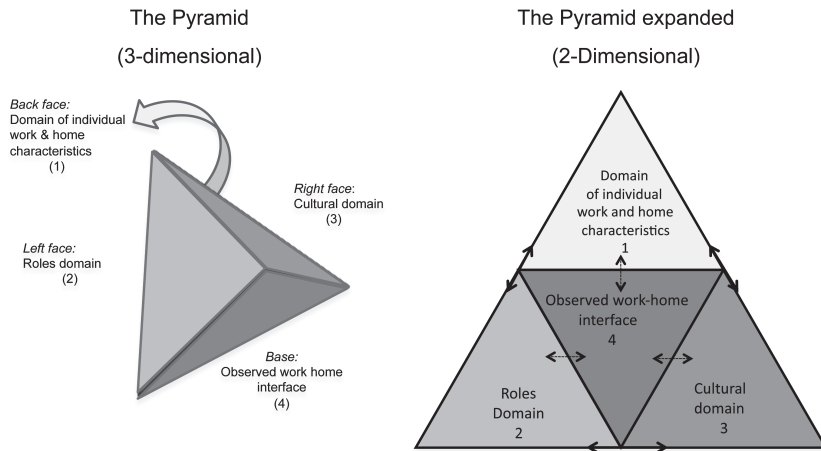 The Pyramid
(3-dimensional)
Back face:
Domain of individual
work & home
characteristics
(1)
Right face:
Cultural domain
(3)
Left face:
Roles domain
(2)
Base:
Observed work home
interface
(4)
The Pyramid expanded
(2-Dimensional)
Domain
of individual
work and home
characteristics
1
Observed work-home
interface
4
Roles
Domain
2
Cultural
domain
3